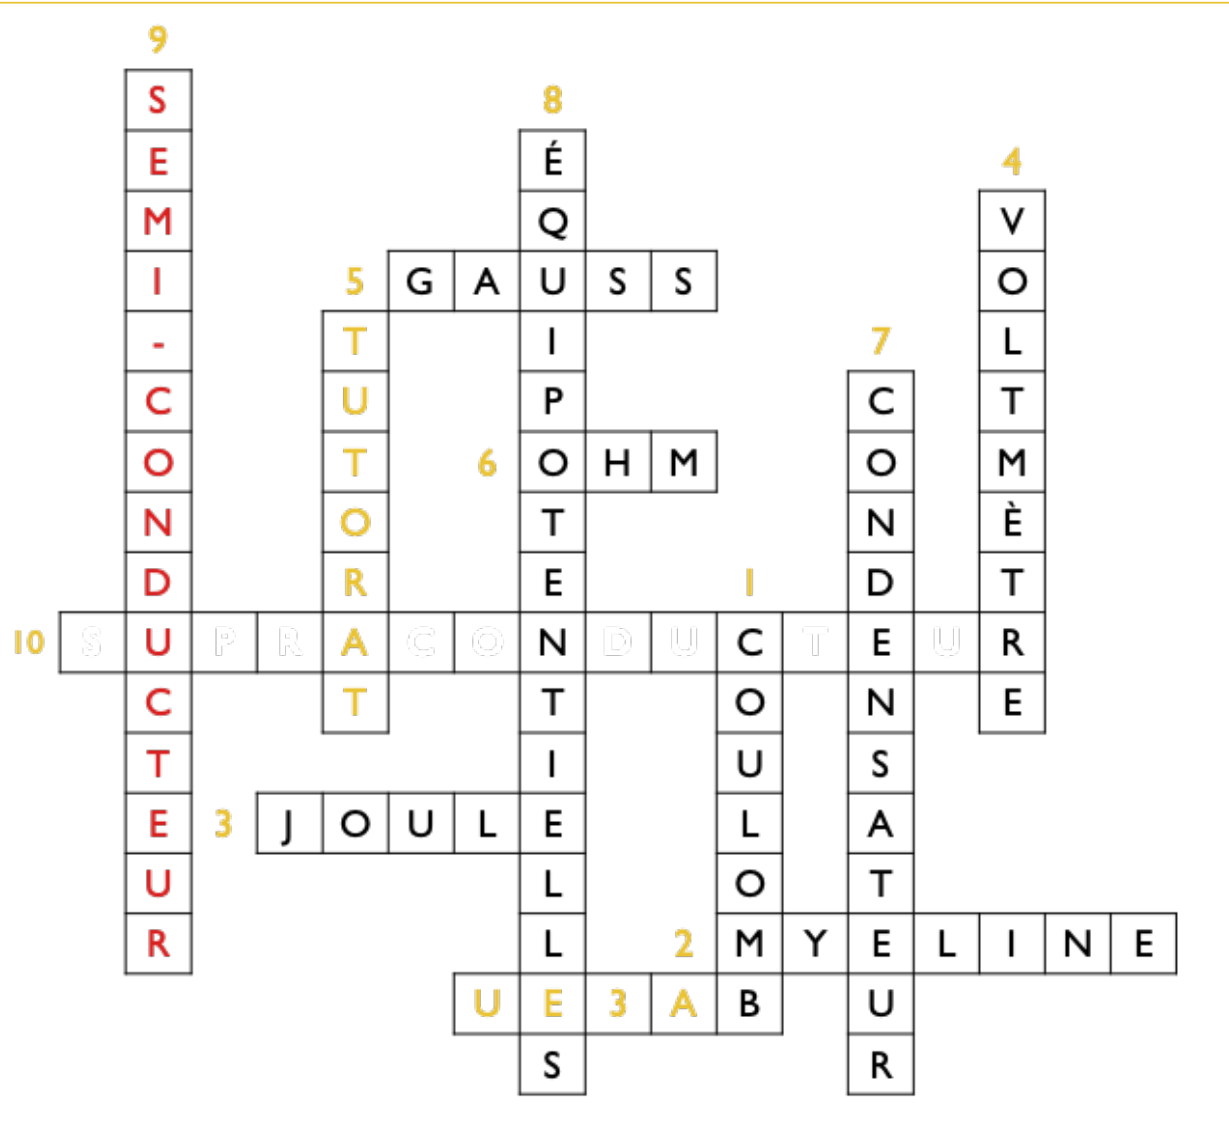 9 SEMI-CONDUCTEUR
8 ÉQUIPOTENTIELLES
4 VOLTMÈTRE
5 GAUSS
TUTORAT
7 CONDENSATEUR
6 OHM
1 COULOMB
10 SUPRACONDUCTEUR
3 JOULE
2 MYELINE
UE3AB